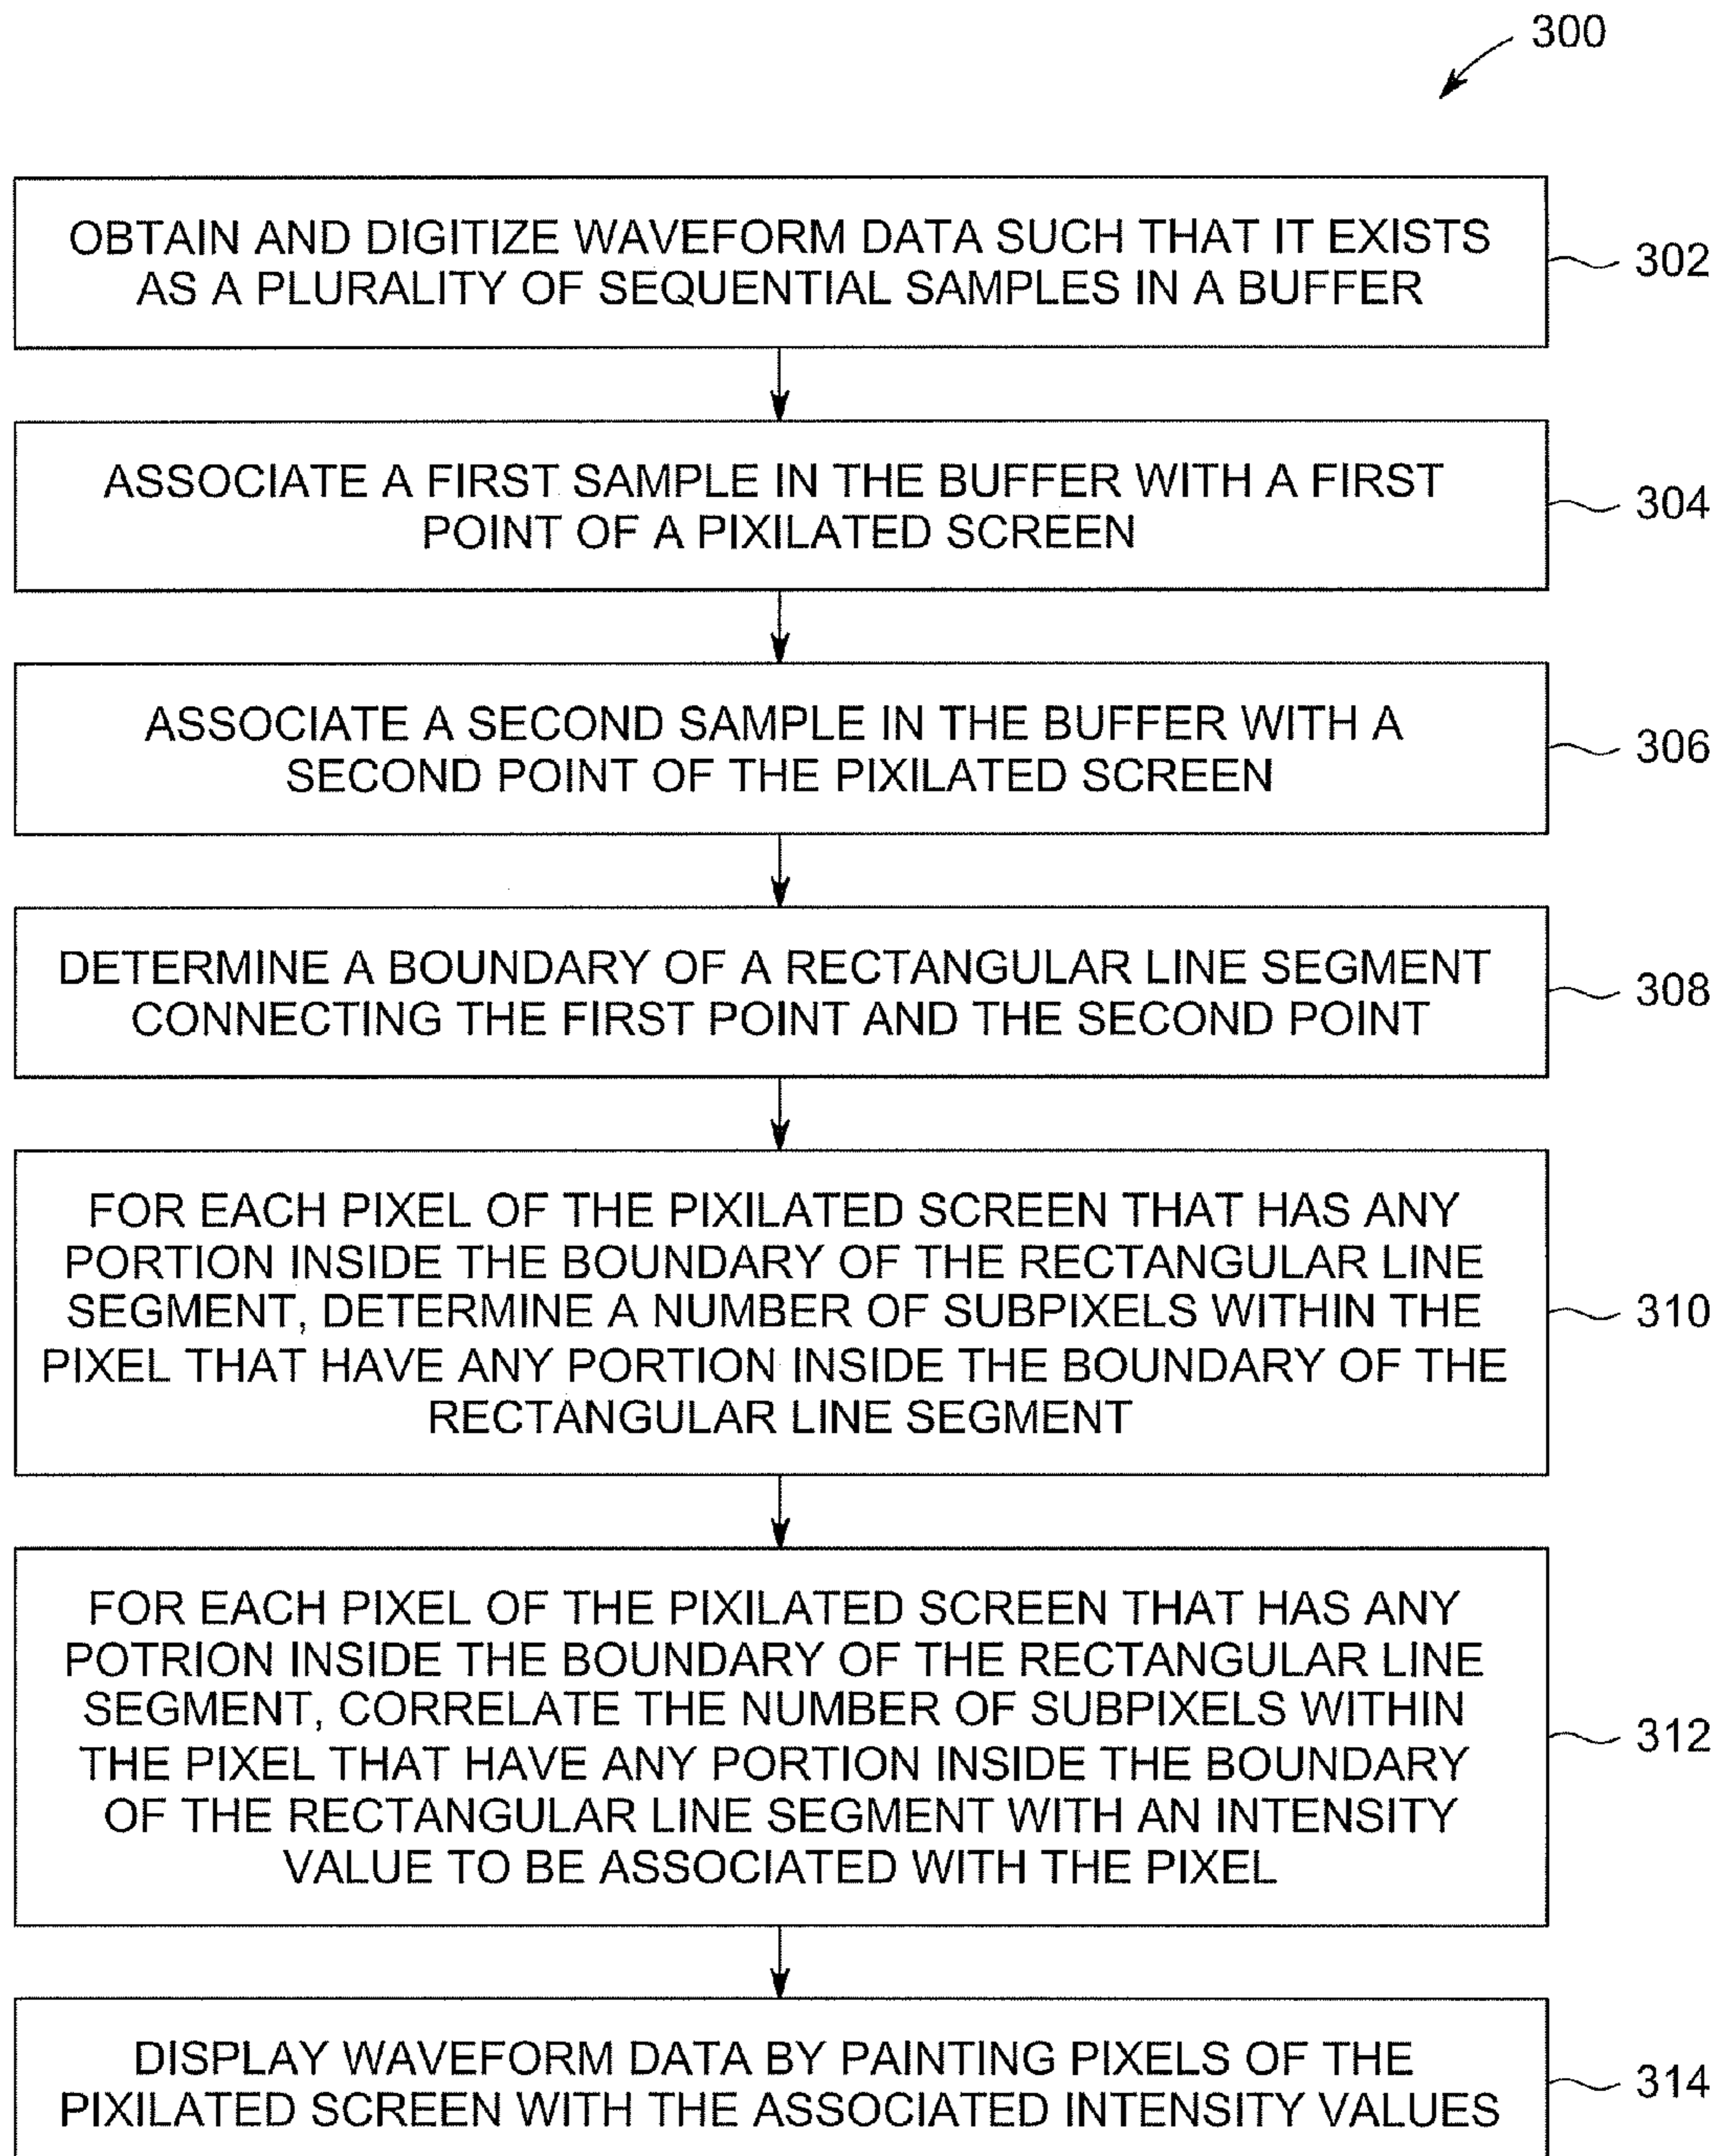 300
OBTAIN AND DIGITIZE WAVEFORM DATA SUCH THAT IT EXISTS
AS A PLURALITY OF SEQUENTIAL SAMPLES IN A BUFFER
302
ASSOCIATE A FIRST SAMPLE IN THE BUFFER WITH A FIRST
POINT OF A PIXILATED SCREEN
304
ASSOCIATE A SECOND SAMPLE IN THE BUFFER WITH A
SECOND POINT OF THE PIXILATED SCREEN
306
DETERMINE A BOUNDARY OF A RECTANGULAR LINE SEGMENT
CONNECTING THE FIRST POINT AND THE SECOND POINT
308
FOR EACH PIXEL OF THE PIXILATED SCREEN THAT HAS ANY
PORTION INSIDE THE BOUNDARY OF THE RECTANGULAR LINE
SEGMENT, DETERMINE A NUMBER OF SUBPIXELS WITHIN THE
PIXEL THAT HAVE ANY PORTION INSIDE THE BOUNDARY OF THE
RECTANGULAR LINE SEGMENT
310
FOR EACH PIXEL OF THE PIXILATED SCREEN THAT HAS ANY
POTRION INSIDE THE BOUNDARY OF THE RECTANGULAR LINE
SEGMENT, CORRELATE THE NUMBER OF SUBPIXELS WITHIN
THE PIXEL THAT HAVE ANY PORTION INSIDE THE BOUNDARY
OF THE RECTANGULAR LINE SEGMENT WITH AN INTENSITY
VALUE TO BE ASSOCIATED WITH THE PIXEL
312
DISPLAY WAVEFORM DATA BY PAINTING PIXELS OF THE
PIXILATED SCREEN WITH THE ASSOCIATED INTENSITY VALUES
314